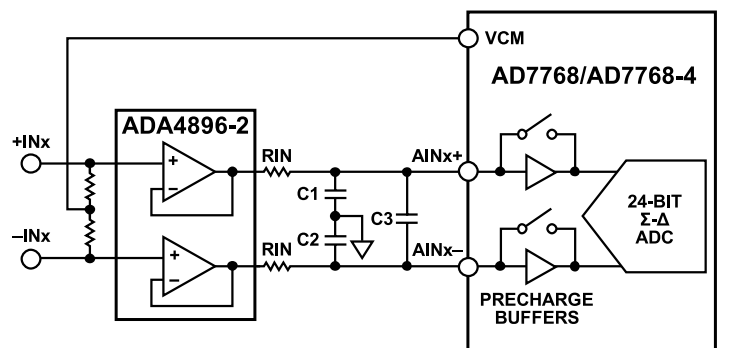 VCM
AD7768/AD7768-4
ADA4896-2
+INx
RIN
AINx+
C1
C3
C2
24-BIT
Σ-Δ
ADC
–INx
RIN
AINx–
PRECHARGE
BUFFERS
+
–
+
–